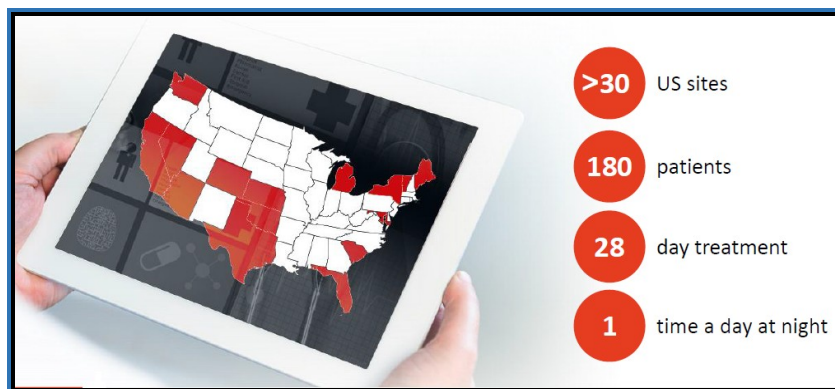 >30 US sites
180 patients
28 day treatment
1 time a day at night